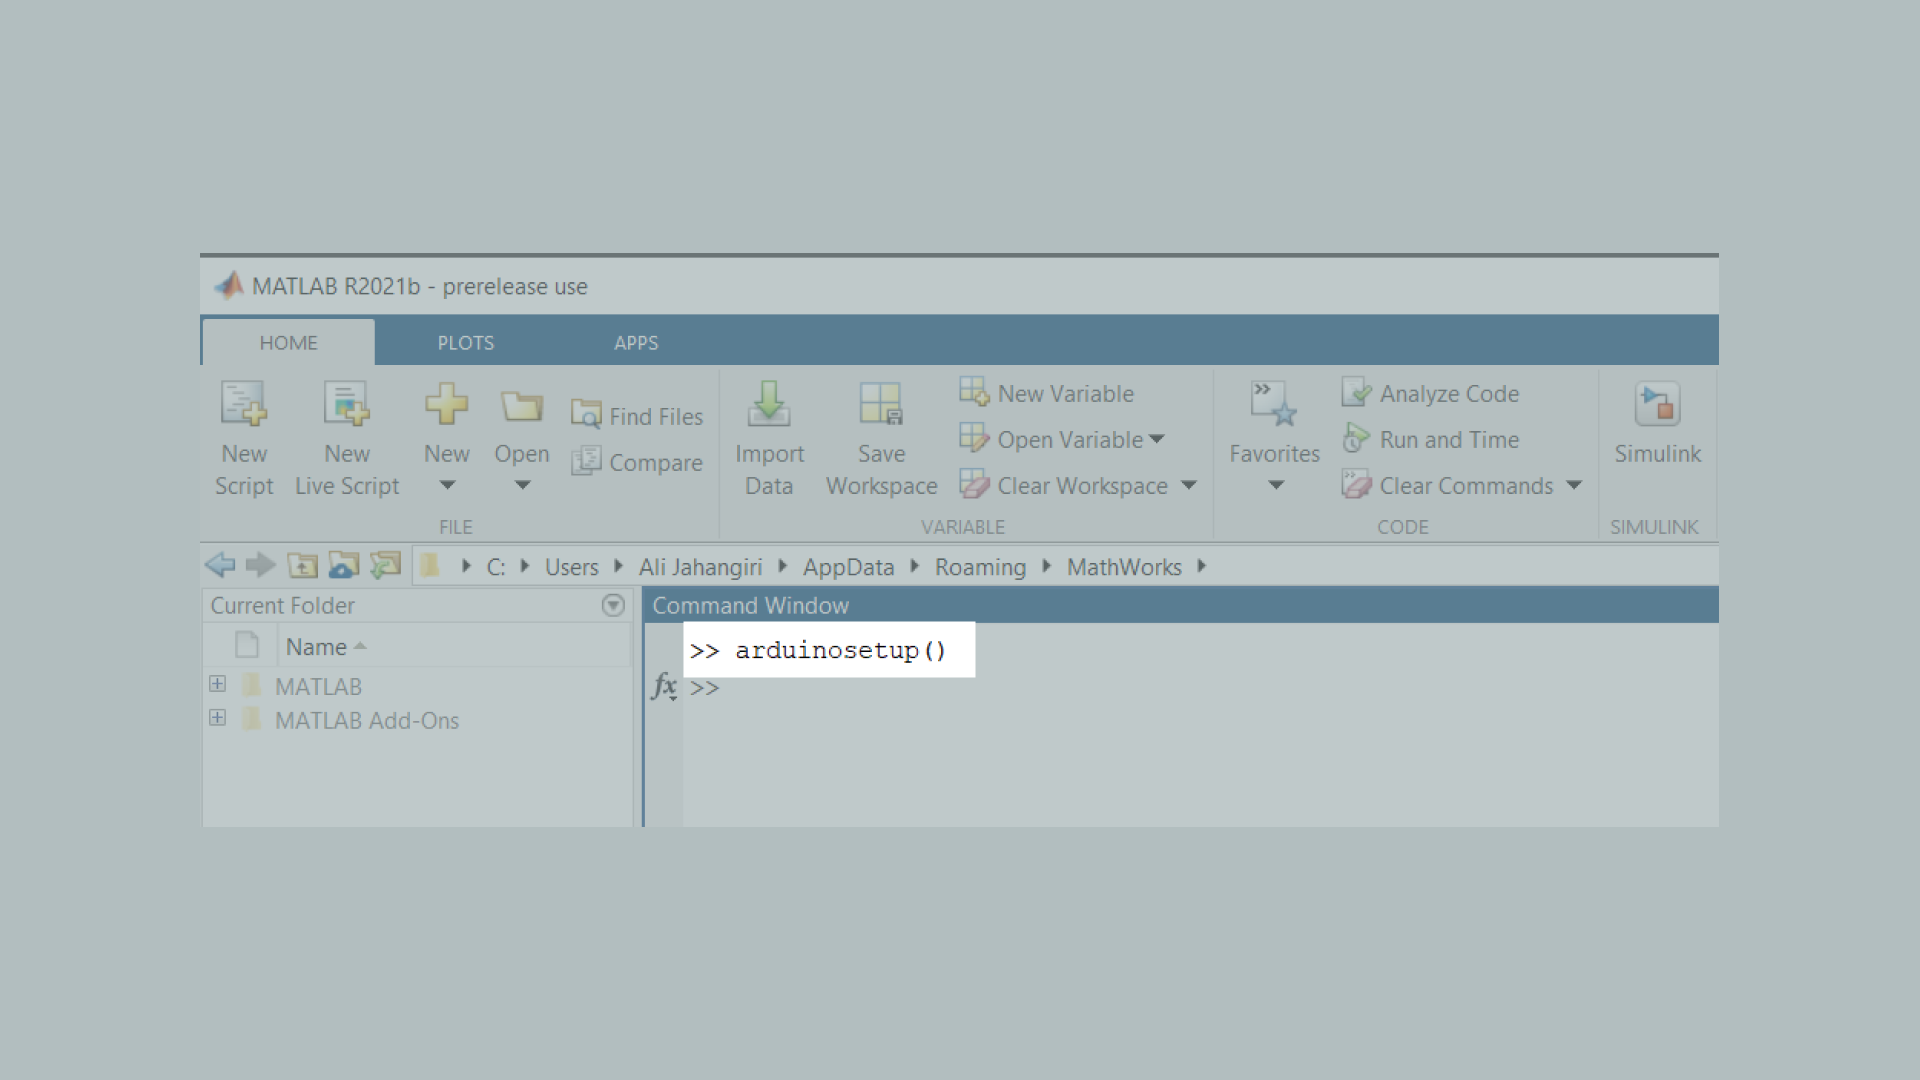 MATLAB R2021b - prerelease use
HOME PLOTS APPS
New Script
New Live Script
New
Open
Find Files
Compare
FILE
Import Data
Save Workspace
New Variable
Open Variable
Clear Workspace
VARIABLE
Favorites
Analyze Code
Run and Time
Clear Commands
CODE
Simulink
SIMULINK
C: Users Ali Jahangiri AppData Roaming MathWorks
Current Folder
Name
MATLAB
MATLAB Add-Ons
Command Window
>> arduinosetup()
fx >>